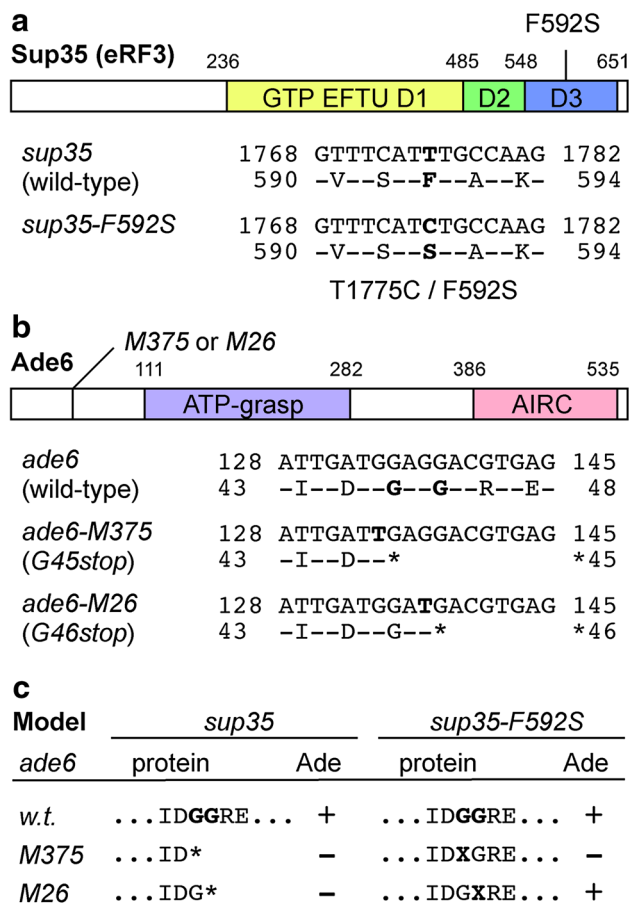 a
F592S
Sup35 (eRF3) 236 485 548 651
GTP EFTU D1 D2 D3
sup35 1768 GTTTCATTTGCCAAG 1782
(wild-type) 590 –V––S––F––A––K– 594
sup35-F592S 1768 GTTTCATCTGCCAAG 1782
590 –V––S––S––A––K– 594
T1775C / F592S
b
M375 or M26
Ade6 111 282 386 535
ATP-grasp AIRC
ade6 128 ATTGATGGAGGACGTGAG 145
(wild-type) 43 –I––D––G––G––R––E– 48
ade6-M375 128 ATTGATTGAGGACGTGAG 145
(G45stop) 43 –I––D––* *45
ade6-M26 128 ATTGATGGATGACGTGAG 145
(G46stop) 43 –I––D––G––* *46
c
Model sup35 sup35-F592S
ade6 protein Ade protein Ade
w.t. ...IDGGRE... + ...IDGGRE... +
M375 ...ID* – ...IDXGRE... –
M26 ...IDG* – ...IDGXRE... +